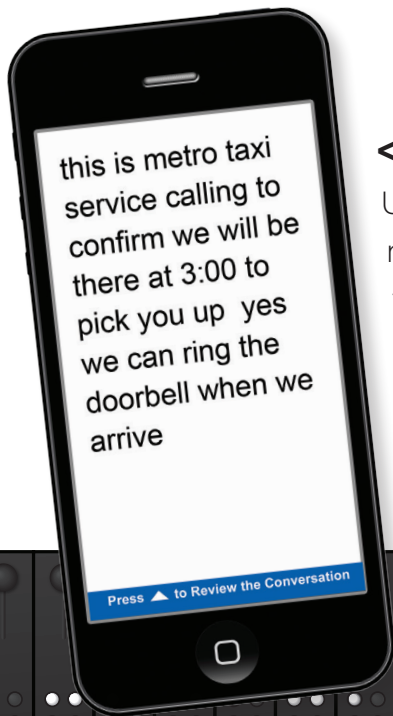 this is metro taxi
service calling to
confirm we will be
there at 3:00 to
pick you up  yes
we can ring the
doorbell when we
arrive
Press ▲ to Review the Conversation
<